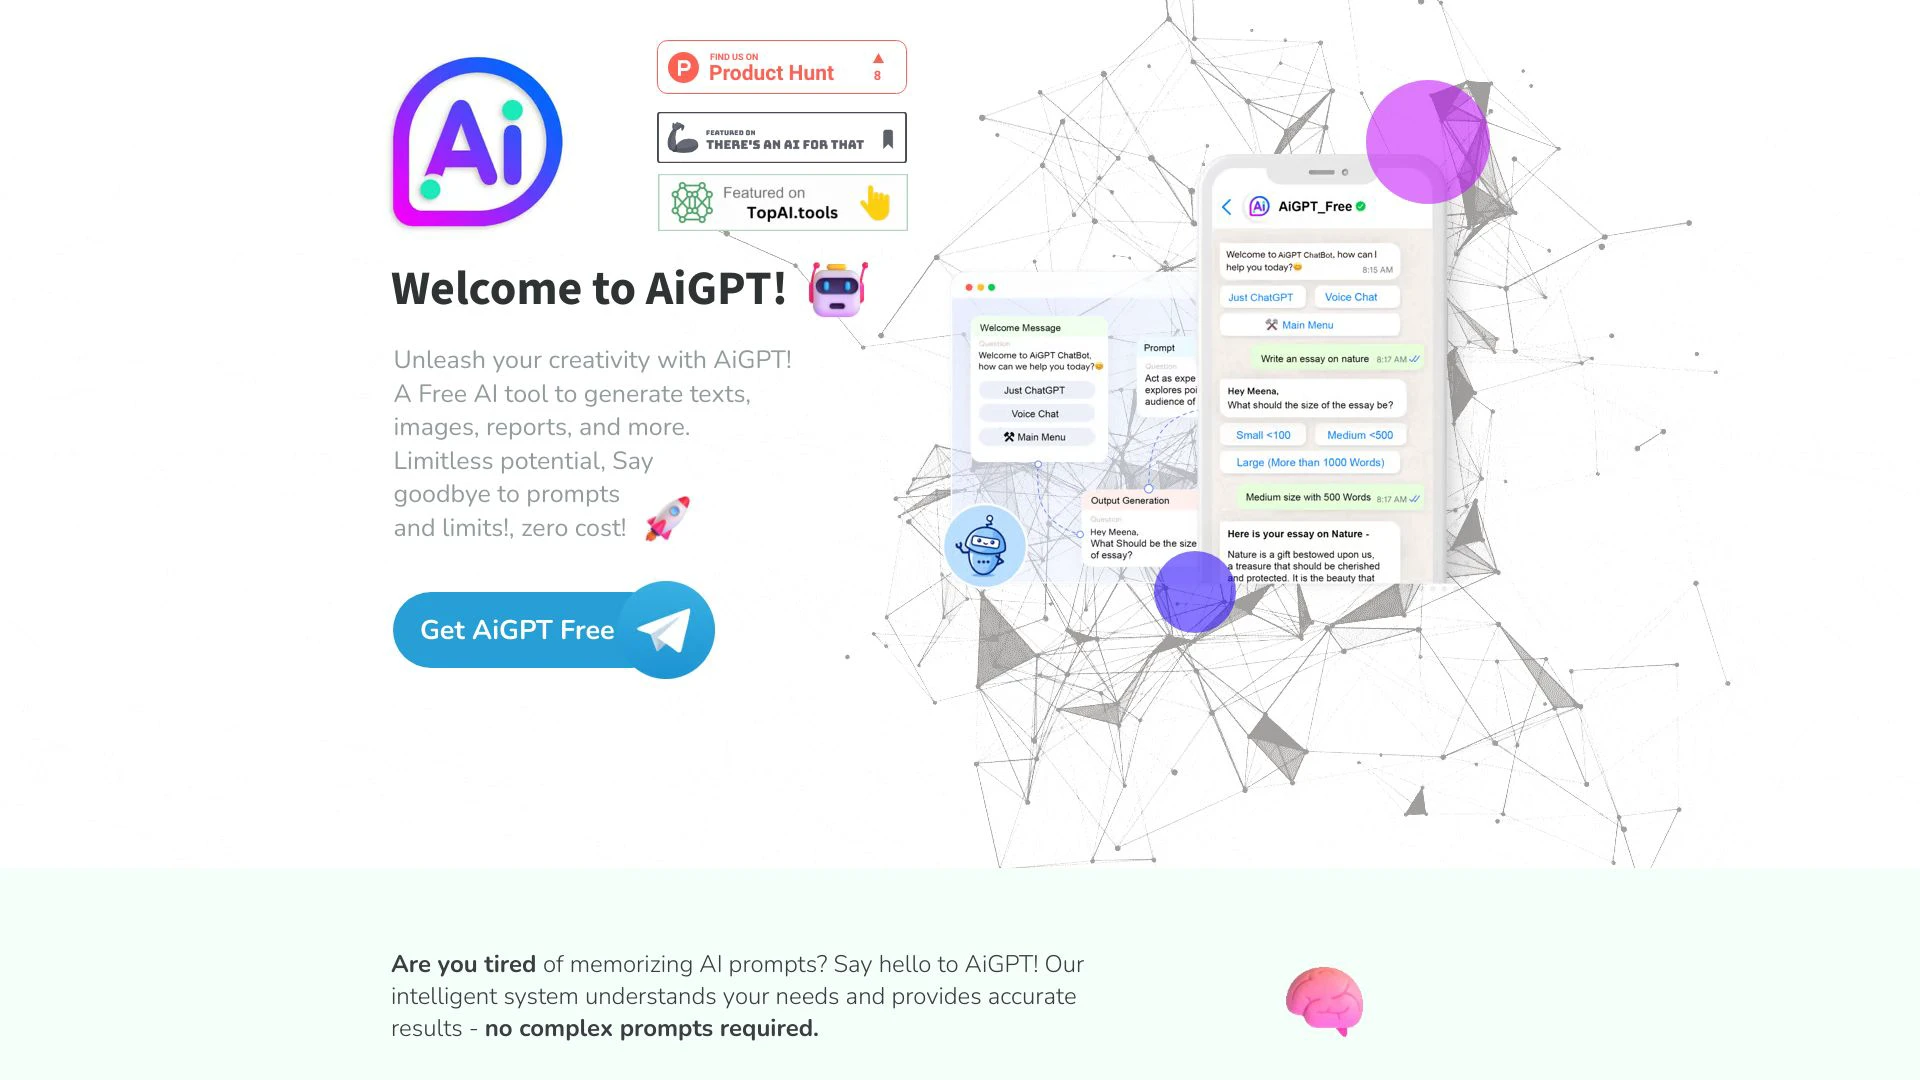 Ai
FIND US ON
Product Hunt
8
FEATURED ON
THERE'S AN AI FOR THAT
Featured on
TopAI.tools
Welcome to AiGPT!
Unleash your creativity with AiGPT!
A Free AI tool to generate texts,
images, reports, and more.
Limitless potential, Say
goodbye to prompts
and limits!, zero cost!
Get AiGPT Free
Welcome Message
Question
Welcome to AiGPT ChatBot,
how can we help you today?
Just ChatGPT
Voice Chat
Main Menu
Prompt
Question
Act as expe
explores poi
audience of
Output Generation
Question
Hey Meena,
What Should be the size
of essay?
Ai
AiGPT_Free
Welcome to AiGPT ChatBot, how can I
help you today?
8:15 AM
Just ChatGPT
Voice Chat
Main Menu
Write an essay on nature 8:17 AM
Hey Meena,
What should the size of the essay be?
Small <100
Medium <500
Large (More than 1000 Words)
Medium size with 500 Words 8:17 AM
Here is your essay on Nature -
Nature is a gift bestowed upon us,
a treasure that should be cherished
and protected. It is the beauty that
Are you tired of memorizing AI prompts? Say hello to AiGPT! Our
intelligent system understands your needs and provides accurate
results - no complex prompts required.